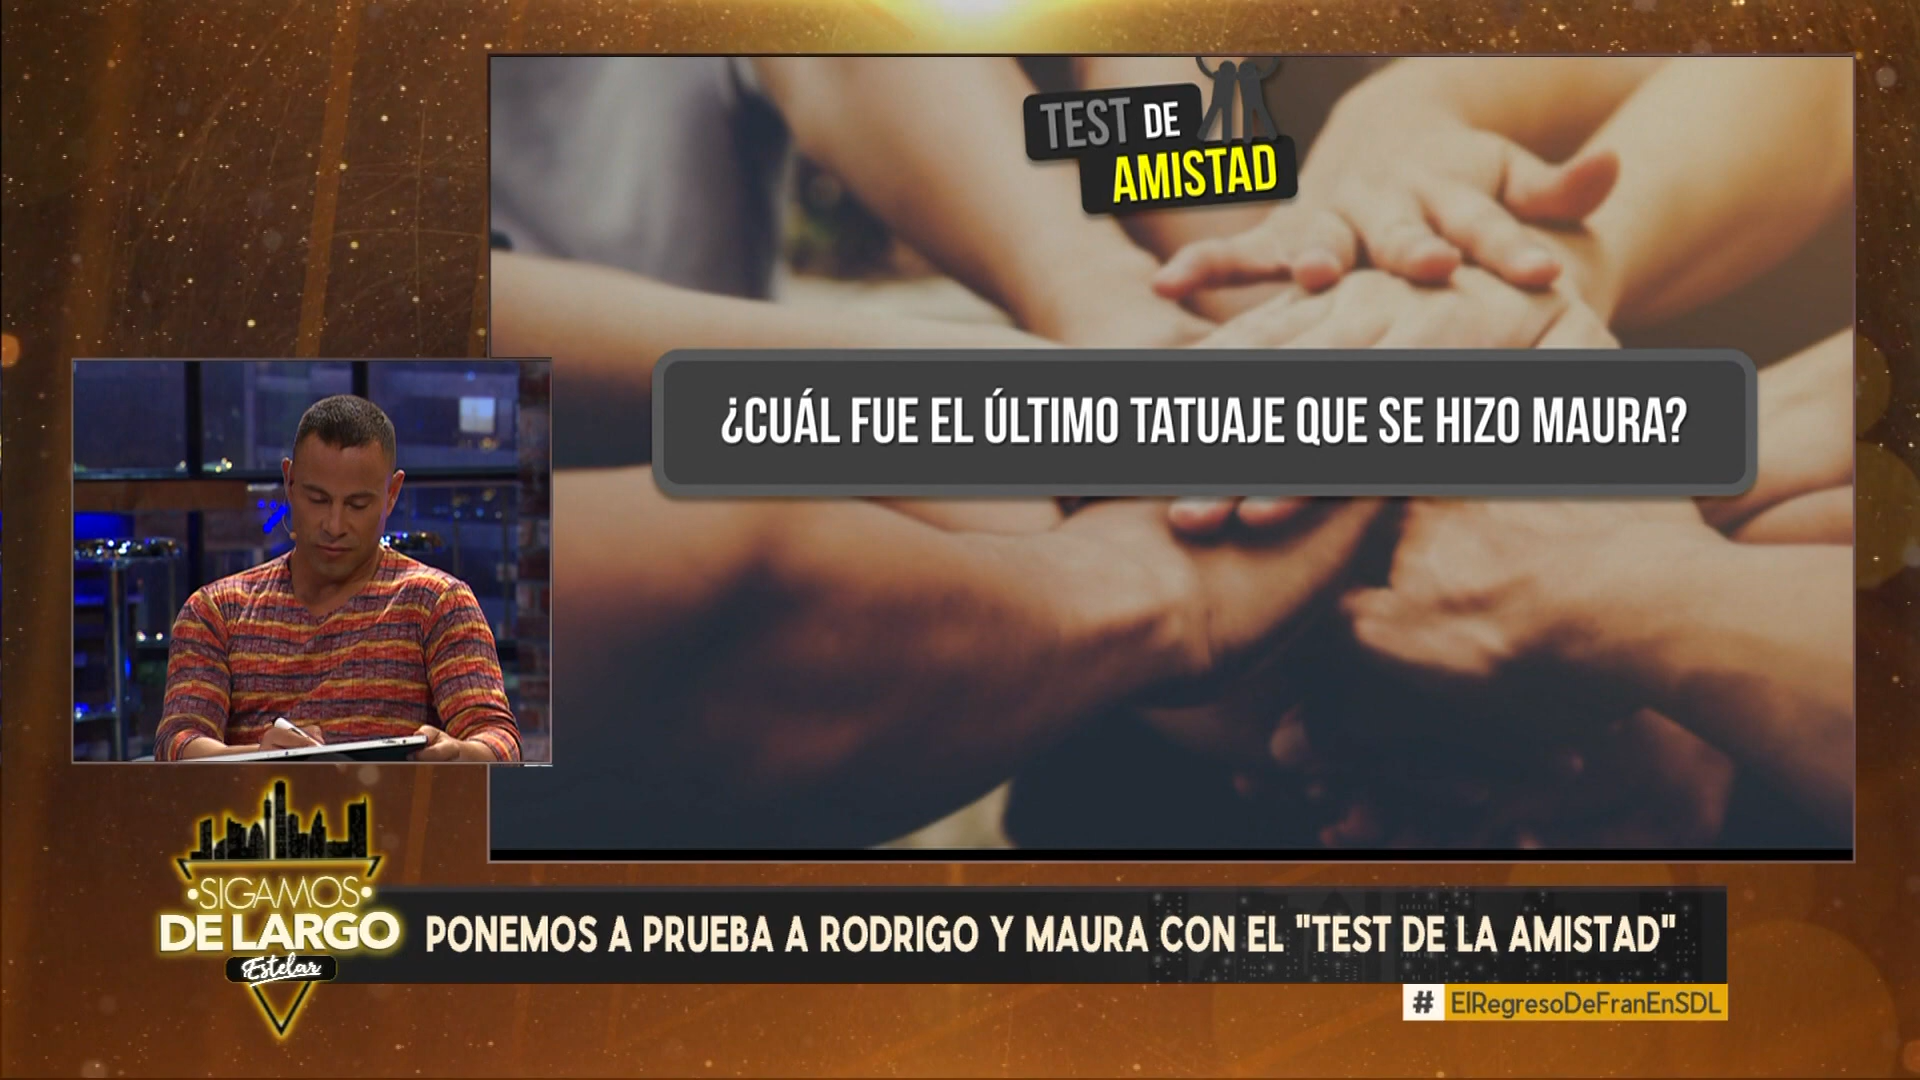 TEST DE
AMISTAD
¿CUÁL FUE EL ÚLTIMO TATUAJE QUE SE HIZO MAURA?
SIGAMOS
DE LARGO
Estelar
PONEMOS A PRUEBA A RODRIGO Y MAURA CON EL "TEST DE LA AMISTAD"
# ElRegresoDeFranEnSDL